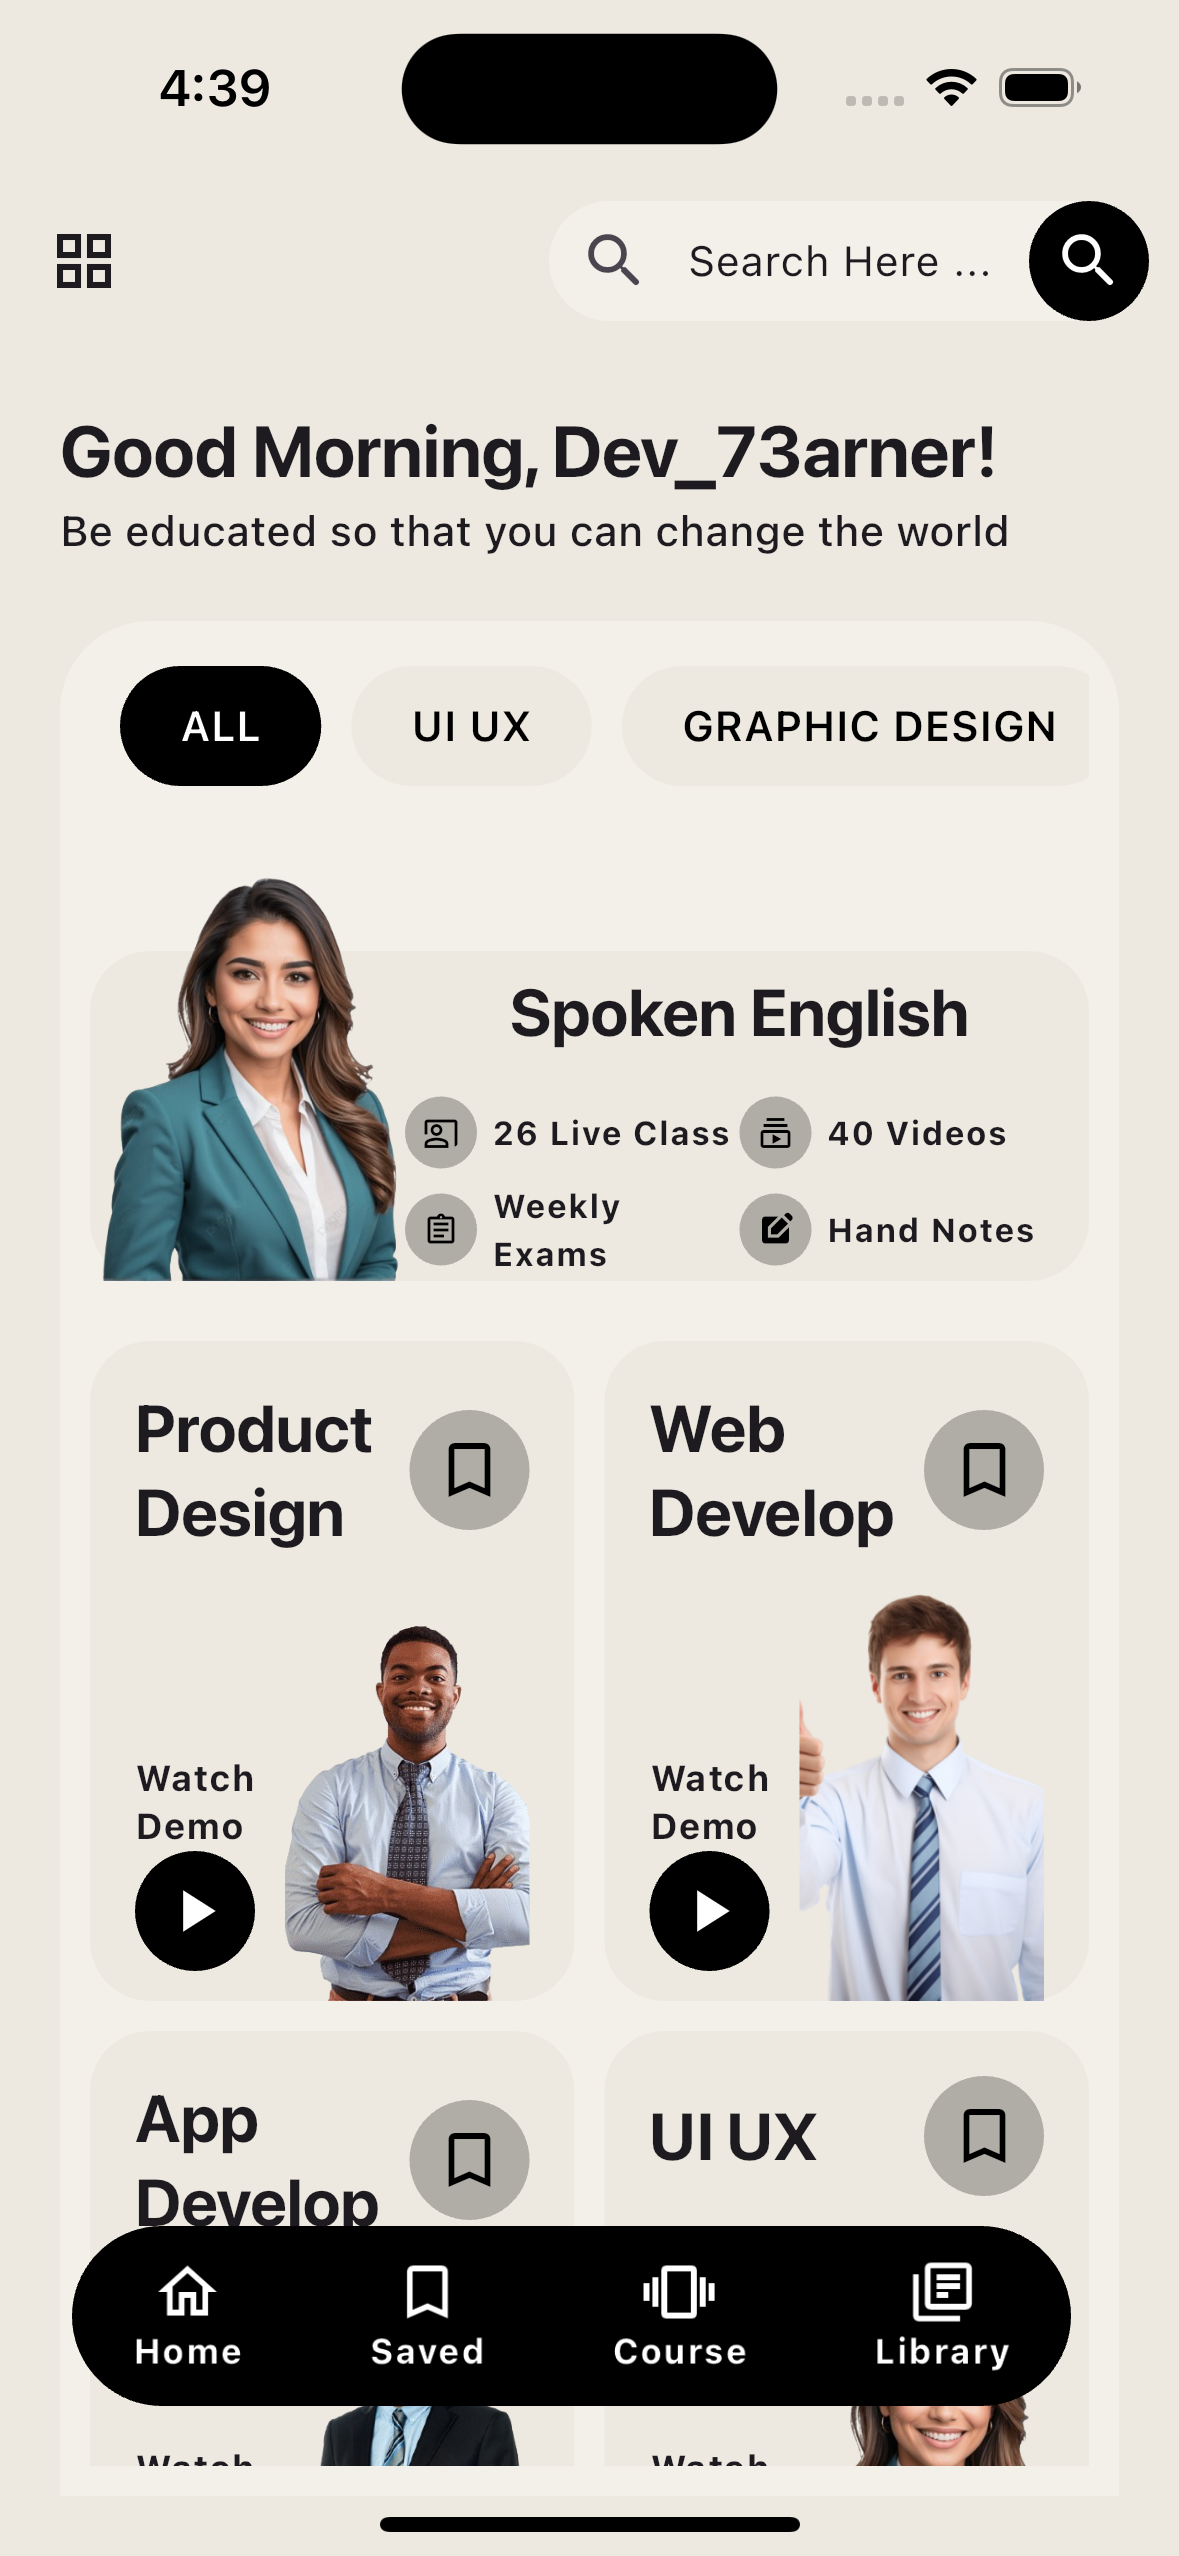 4:39
Search Here ...
Good Morning, Dev_73arner!
Be educated so that you can change the world
ALL
UI UX
GRAPHIC DESIGN
Spoken English
26 Live Class
40 Videos
Weekly
Exams
Hand Notes
Product
Design
Web
Develop
Watch
Demo
Watch
Demo
App
Develop
UI UX
Home
Saved
Course
Library
Watch
Watch